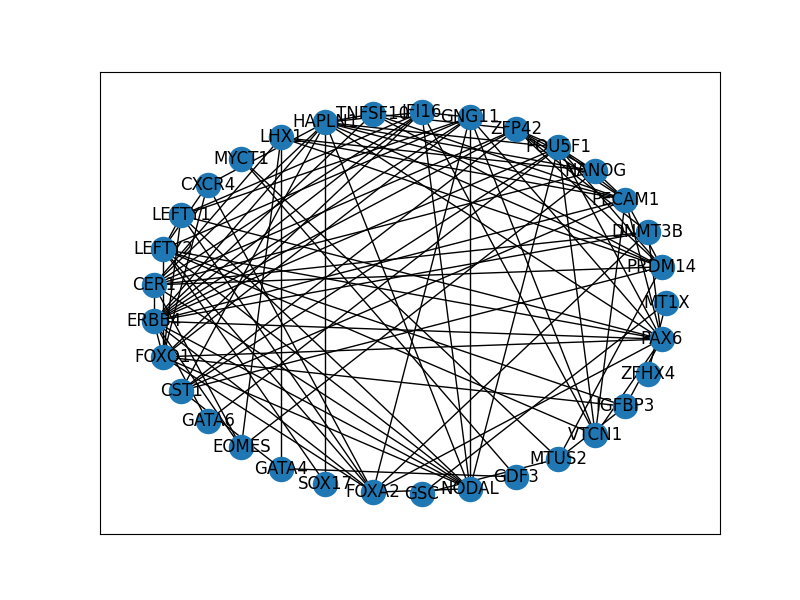 TNFSF10
IFI16
GNG11
HAPLN1
ZFP42
LHX1
POU5F1
MYCT1
NANOG
CXCR4
PECAM1
LEFTY1
DNMT3B
LEFTY2
PRDM14
CER1
MT1X
ERBB4
PAX6
FOXO1
ZFHX4
CST1
IGFBP3
GATA6
VTCN1
EOMES
MTUS2
GATA4
GDF3
SOX17
FOXA2
GSC
NODAL